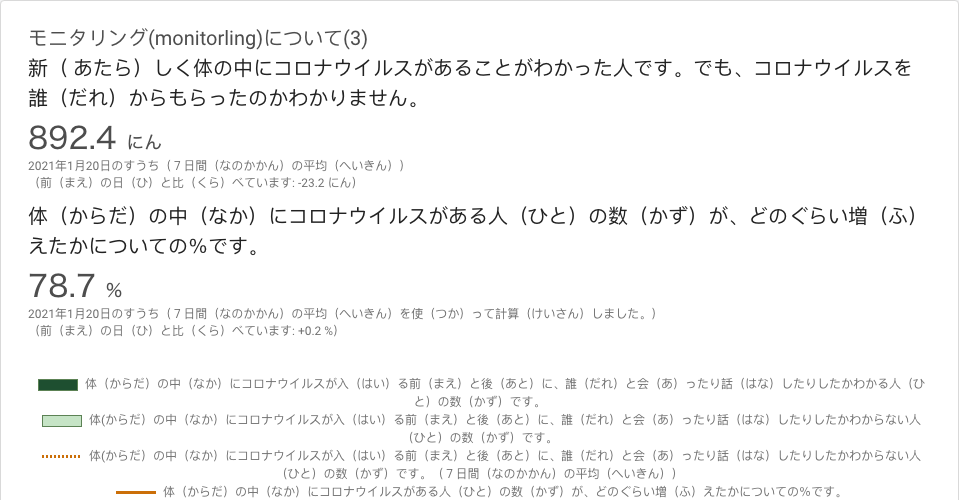 モニタリング(monitorling)について(3)
新（ あたら）しく体の中にコロナウイルスがあることがわかった人です。でも、コロナウイルスを
誰（だれ）からもらったのかわかりません。
892.4 にん
2021年1月20日のすうち（７日間（なのかかん）の平均（へいきん））
（前（まえ）の日（ひ）と比（くら）べています: -23.2 にん）
体（からだ）の中（なか）にコロナウイルスがある人（ひと）の数（かず）が、どのぐらい増（ふ）
えたかについての％です。
78.7 %
2021年1月20日のすうち（７日間（なのかかん）の平均（へいきん）を使（つか）って計算（けいさん）しました。）
（前（まえ）の日（ひ）と比（くら）べています: +0.2 %）
体（からだ）の中（なか）にコロナウイルスが入（はい）る前（まえ）と後（あと）に、誰（だれ）と会（あ）ったり話（はな）したりしたかわかる人（ひ
と）の数（かず）です。
体(からだ）の中（なか）にコロナウイルスが入（はい）る前（まえ）と後（あと）に、誰（だれ）と会（あ）ったり話（はな）したりしたかわからない人
（ひと）の数（かず）です。
体(からだ）の中（なか）にコロナウイルスが入（はい）る前（まえ）と後（あと）に、誰（だれ）と会（あ）ったり話（はな）したりしたかわからない人
（ひと）の数（かず）です。（７日間（なのかかん）の平均（へいきん））
体（からだ）の中（なか）にコロナウイルスがある人（ひと）の数（かず）が、どのぐらい増（ふ）えたかについての％です。